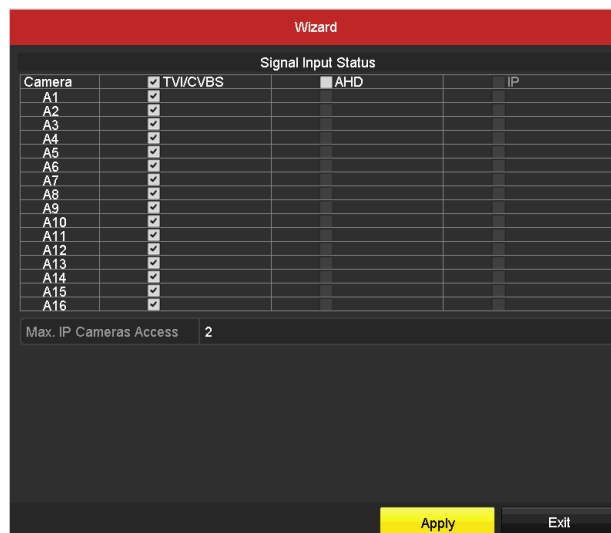 Wizard
Signal Input Status
Camera TVI/CVBS AHD IP
A1
A2
A3
A4
A5
A6
A7
A8
A9
A10
A11
A12
A13
A14
A15
A16
Max. IP Cameras Access 2
Apply Exit